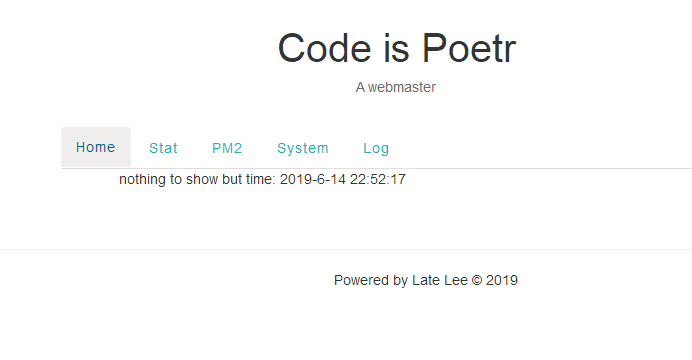 Code is Poetr
A webmaster
Home Stat PM2 System Log
nothing to show but time: 2019-6-14 22:52:17
Powered by Late Lee © 2019